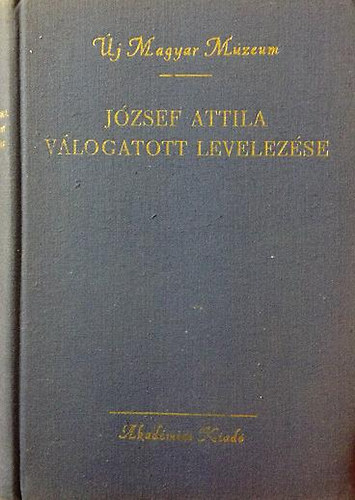 Új Magyar Múzeum
JÓZSEF ATTILA
VÁLOGATOTT LEVELEZÉSE
Akadémiai Kiadó